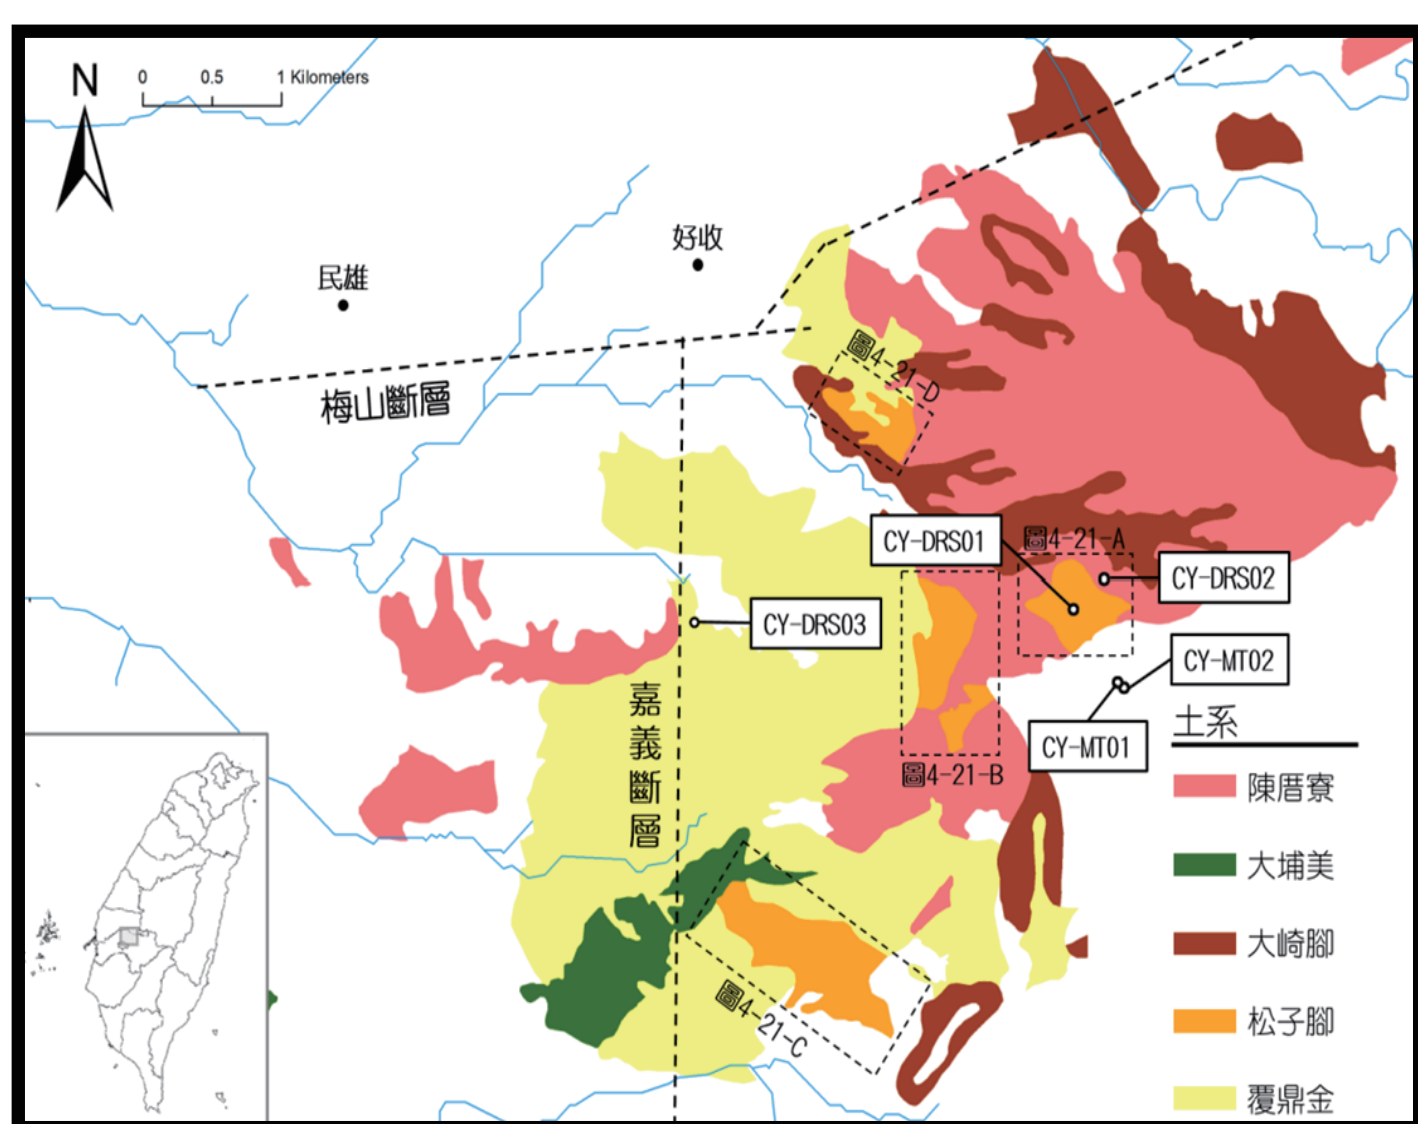 N
0 0.5 1 Kilometers
好收
民雄
圖4-21-D
梅山斷層
CY-DRS01
圖4-21-A
CY-DRS02
CY-DRS03
CY-MT02
嘉義斷層
土系
CY-MT01
圖4-21-B
陳厝寮
大埔美
大崎腳
圖4-21-C
松子腳
覆鼎金